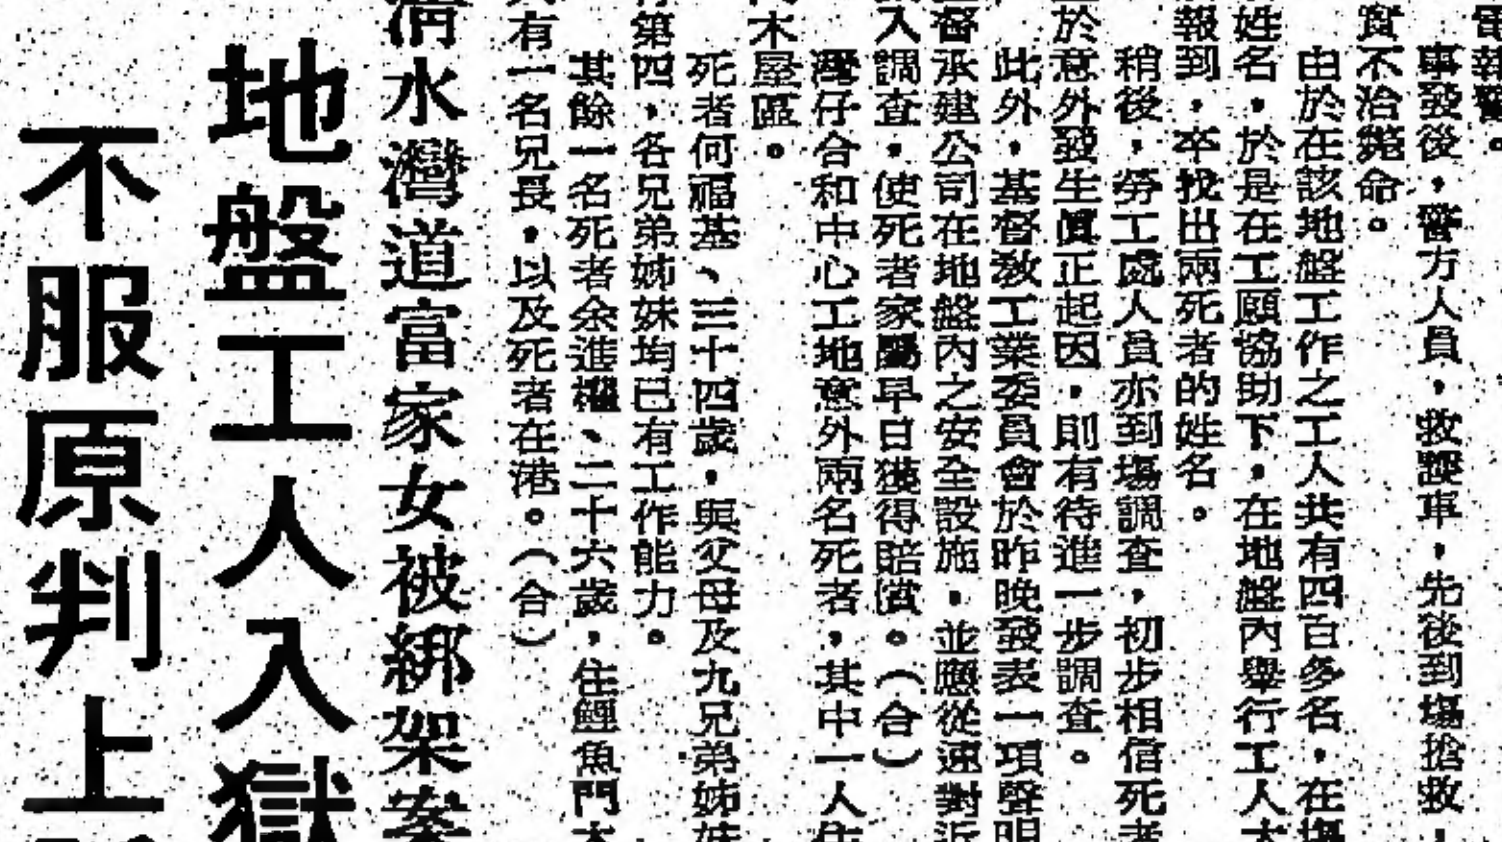 電報警。
事發後，警方人員，救護車，先後到場搶救，
實不治斃命。
由於在該地盤工作之工人共有四百多名，在場
姓名，於是在工願協助下，在地盤內舉行工人大
報到，卒找出兩死者的姓名。
稍後，勞工處人員亦到場調查，初步相信死者
於意外發生眞正起因，則有待進一步調查。
此外，基督敎工業委員會於昨晚發表一項聲明
督承建公司在地盤內之安全設施，並應從速對近
入調查，使死者家屬早日獲得賠償。（合）
灣仔合和中心工地意外兩名死者，其中一人住
木屋區。
死者何福基、三十四歲，與父母及九兄弟姊妹
第四，各兄弟姊妹均已有工作能力。
其餘一名死者余進權、二十六歲，住鯉魚門木
有一名兄長，以及死者在港。（合）
清水灣道富家女被綁架案
地盤工人入獄
不服原判上